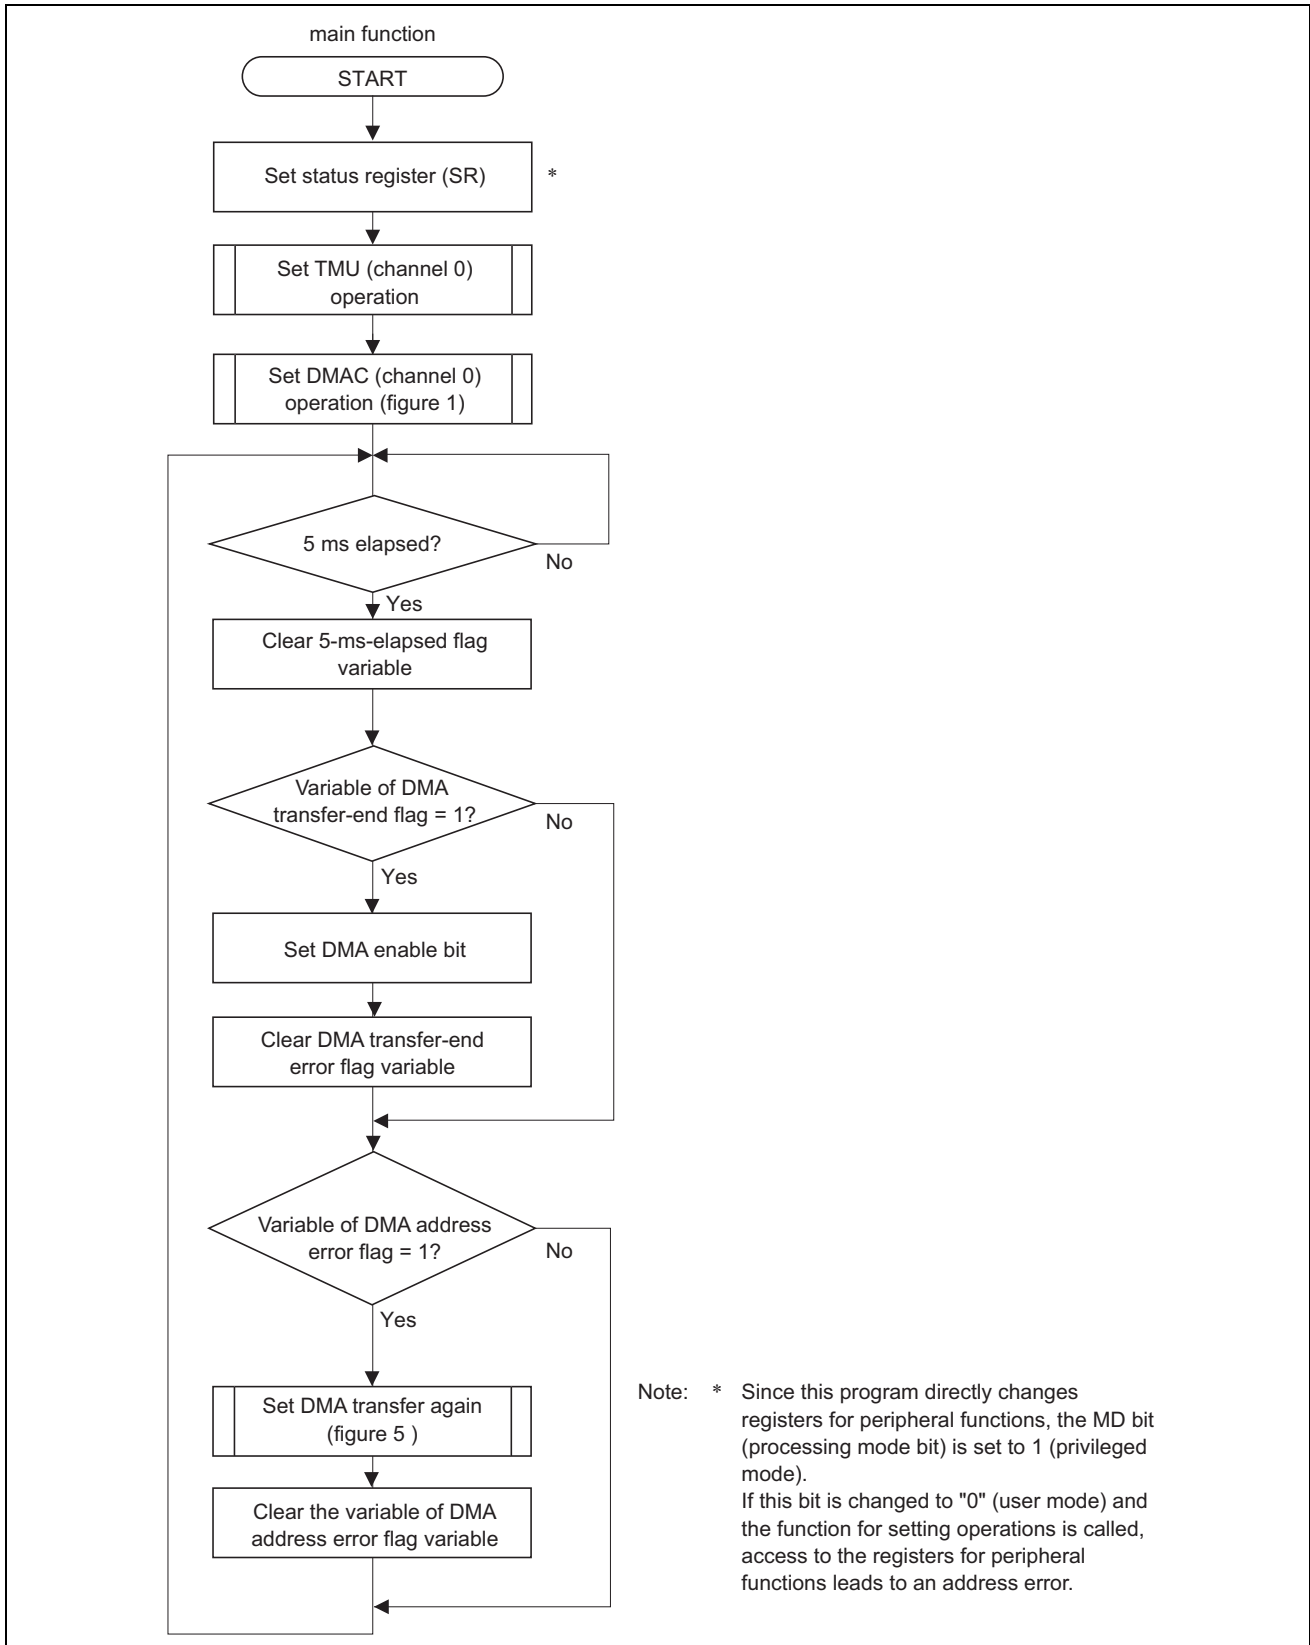 main function
START
Set status register (SR)
*
Set TMU (channel 0)
operation
Set DMAC (channel 0)
operation (figure 1)
5 ms elapsed?
No
Yes
Clear 5-ms-elapsed flag
variable
Variable of DMA
transfer-end flag = 1?
No
Yes
Set DMA enable bit
Clear DMA transfer-end
error flag variable
Variable of DMA address
error flag = 1?
No
Yes
Set DMA transfer again
(figure 5 )
Clear the variable of DMA
address error flag variable
Note: * Since this program directly changes
registers for peripheral functions, the MD bit
(processing mode bit) is set to 1 (privileged
mode).
If this bit is changed to "0" (user mode) and
the function for setting operations is called,
access to the registers for peripheral
functions leads to an address error.